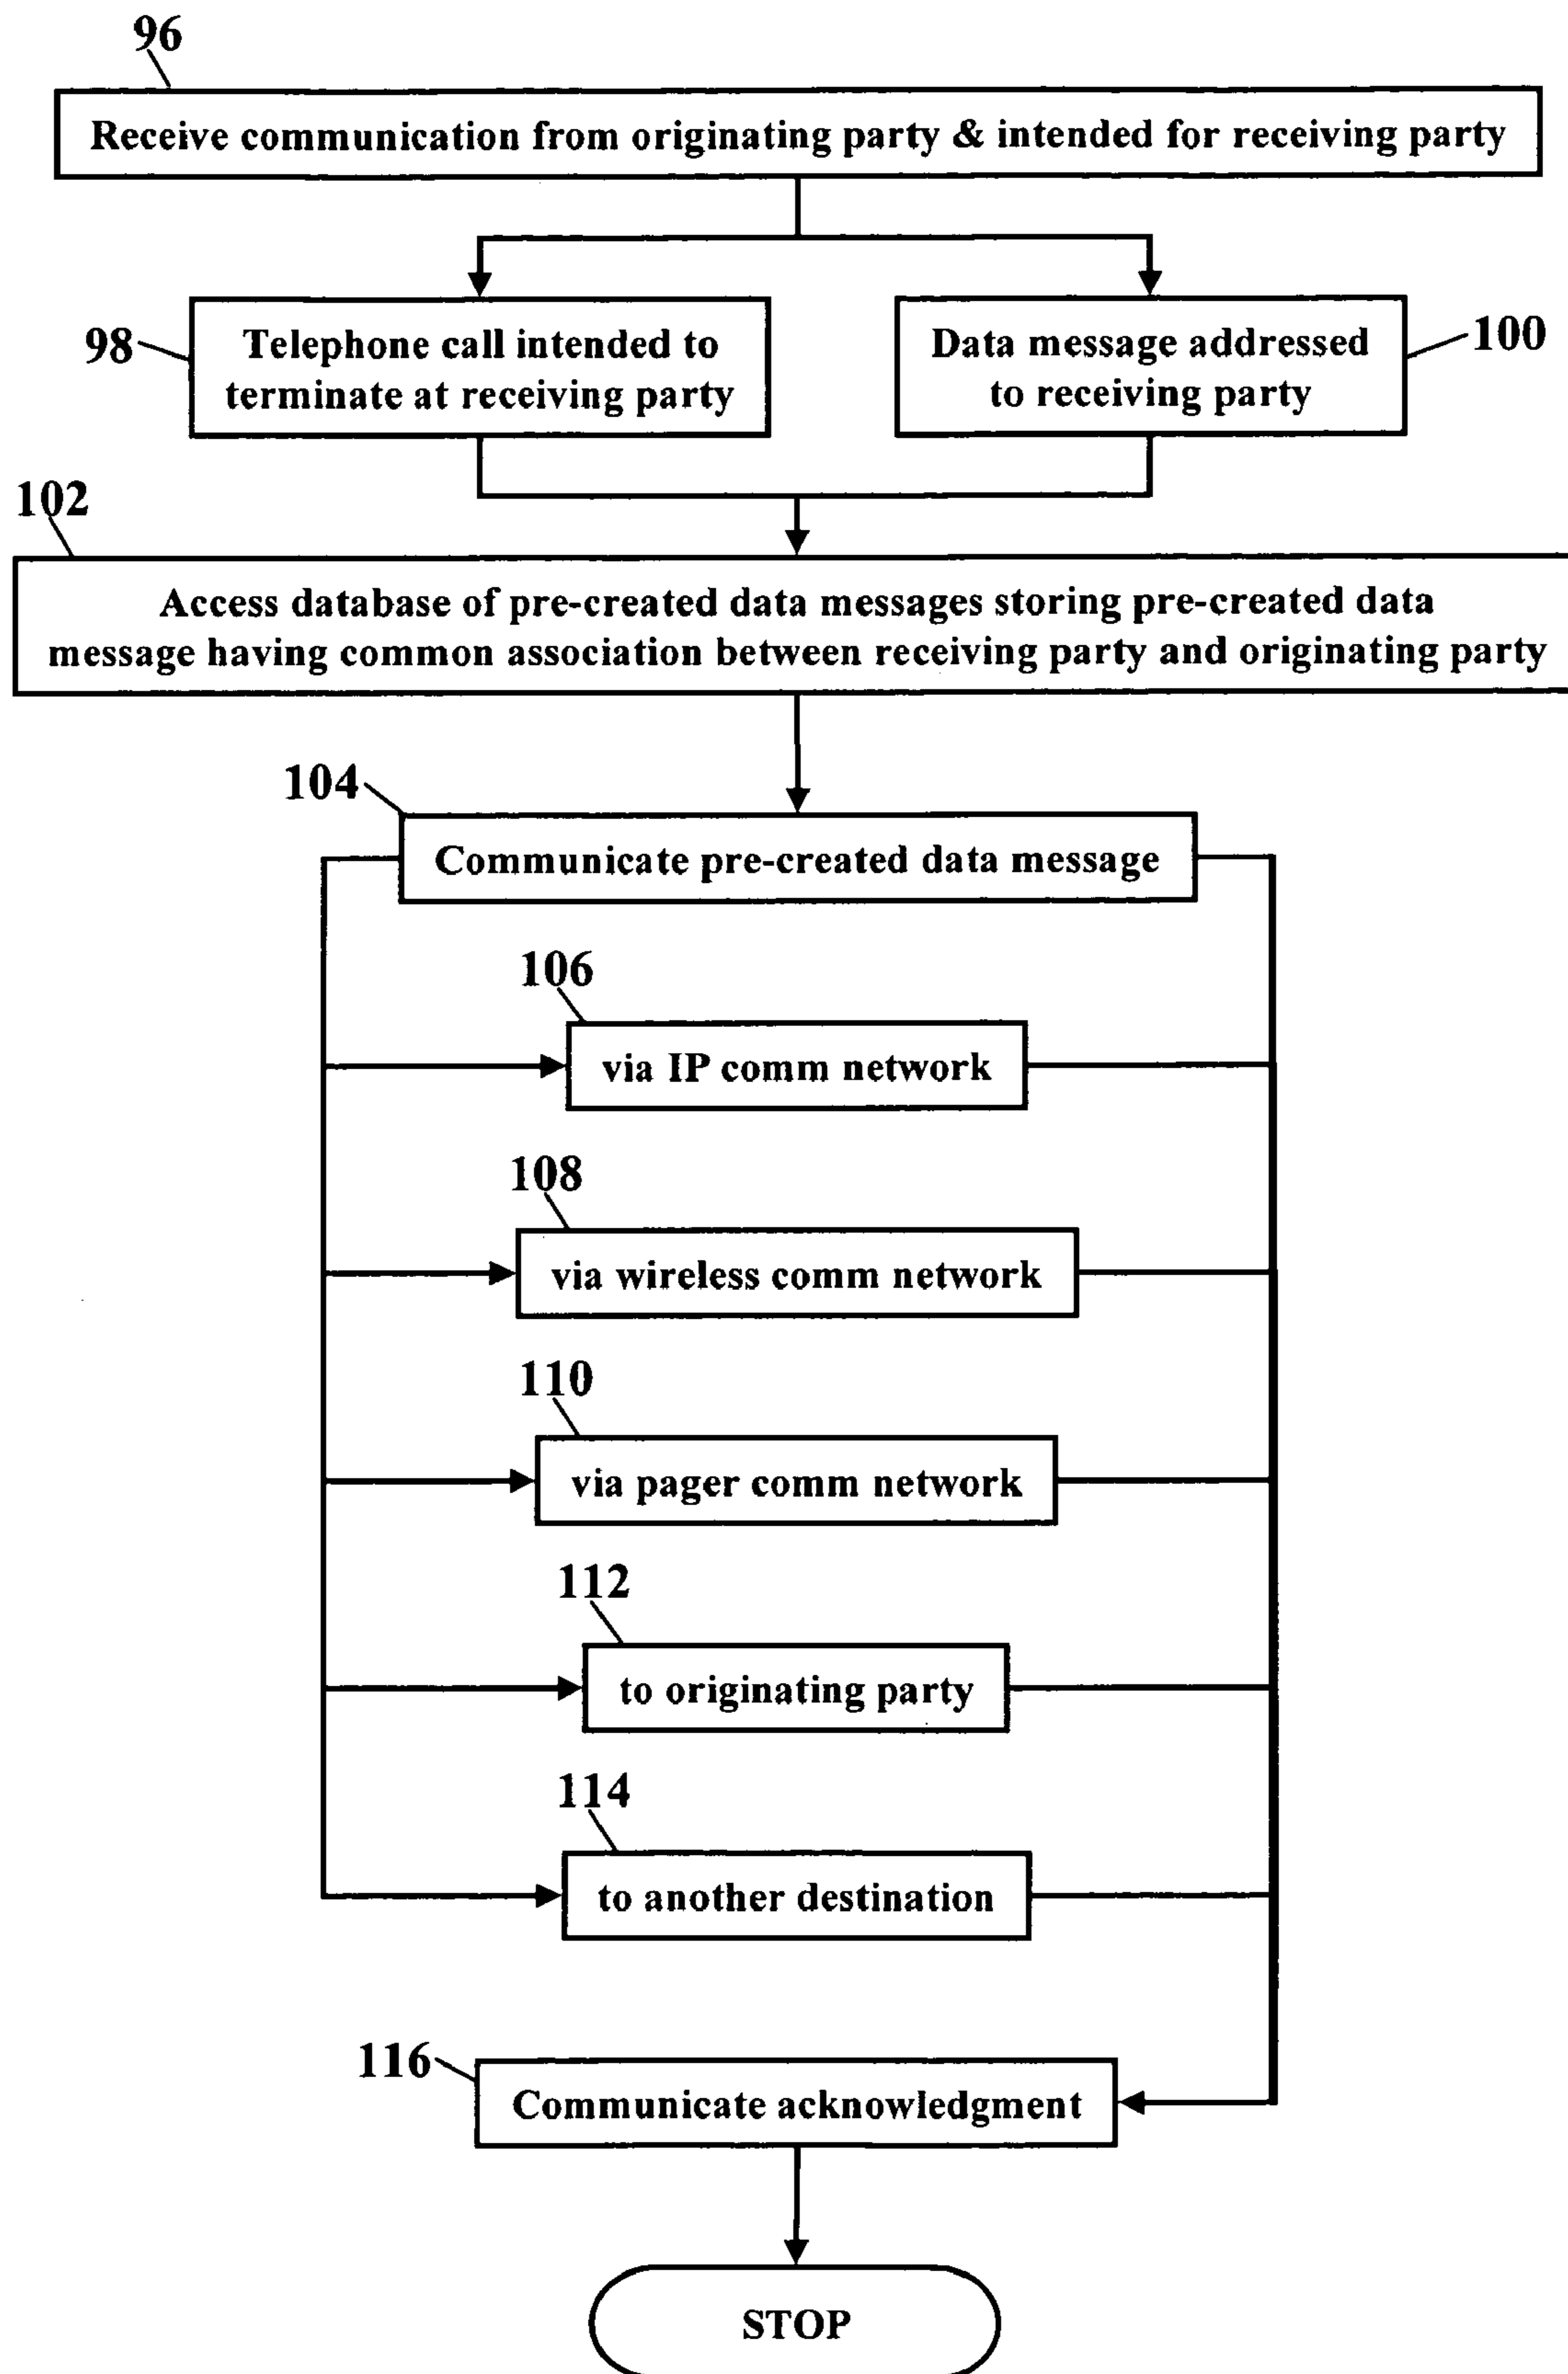 96
Receive communication from originating party & intended for receiving party
98
Telephone call intended to
terminate at receiving party
Data message addressed
to receiving party
100
102
Access database of pre-created data messages storing pre-created data
message having common association between receiving party and originating party
104
Communicate pre-created data message
106
via IP comm network
108
via wireless comm network
110
via pager comm network
112
to originating party
114
to another destination
116
Communicate acknowledgment
STOP